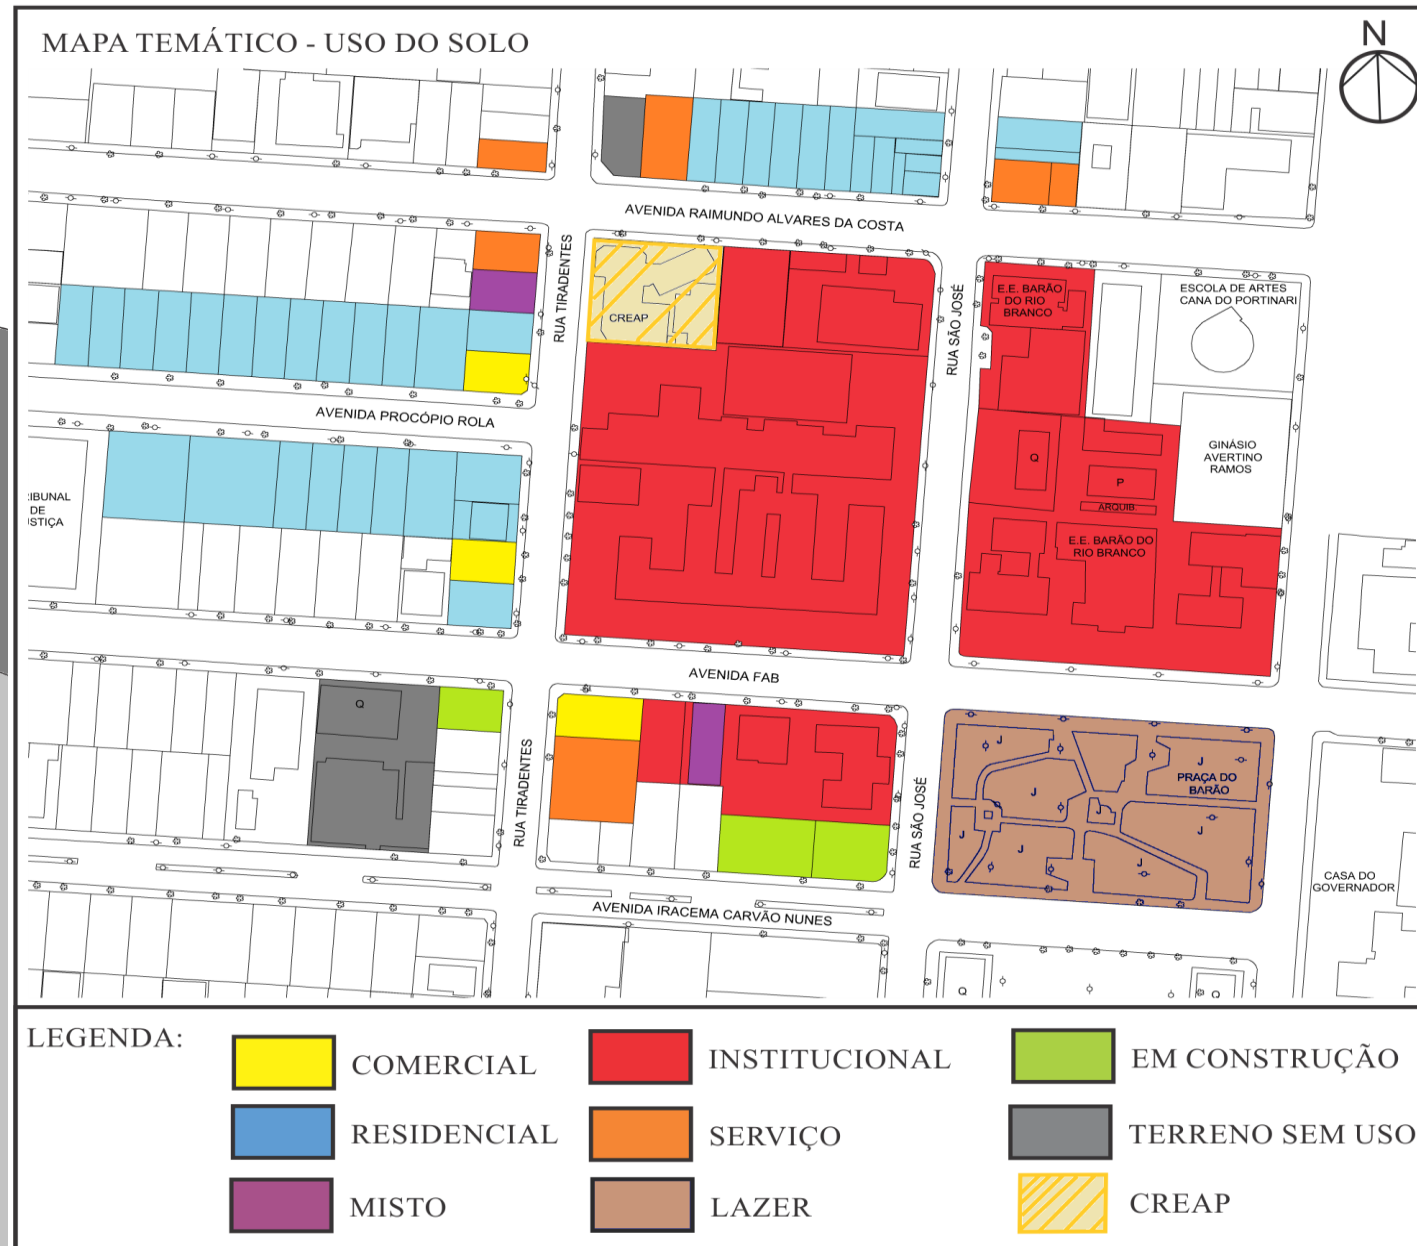 MAPA TEMÁTICO - USO DO SOLO
N
AVENIDA RAIMUNDO ALVARES DA COSTA
RUA TIRADENTES
CREAP
RUA SÃO JOSÉ
E.E. BARÃO
DO RIO
BRANCO
ESCOLA DE ARTES
CANA DO PORTINARI
AVENIDA PROCÓPIO ROLA
GINÁSIO
AVERTINO
RAMOS
Q
P
ARQUIB.
E.E. BARÃO DO
RIO BRANCO
RIBUNAL
DE
USTIÇA
AVENIDA FAB
Q
RUA TIRADENTES
RUA SÃO JOSÉ
J
J
PRAÇA DO
BARÃO
J
J
J
J
J
J
CASA DO
GOVERNADOR
AVENIDA IRACEMA CARVÃO NUNES
Q
Q
LEGENDA:
COMERCIAL
INSTITUCIONAL
EM CONSTRUÇÃO
RESIDENCIAL
SERVIÇO
TERRENO SEM USO
MISTO
LAZER
CREAP